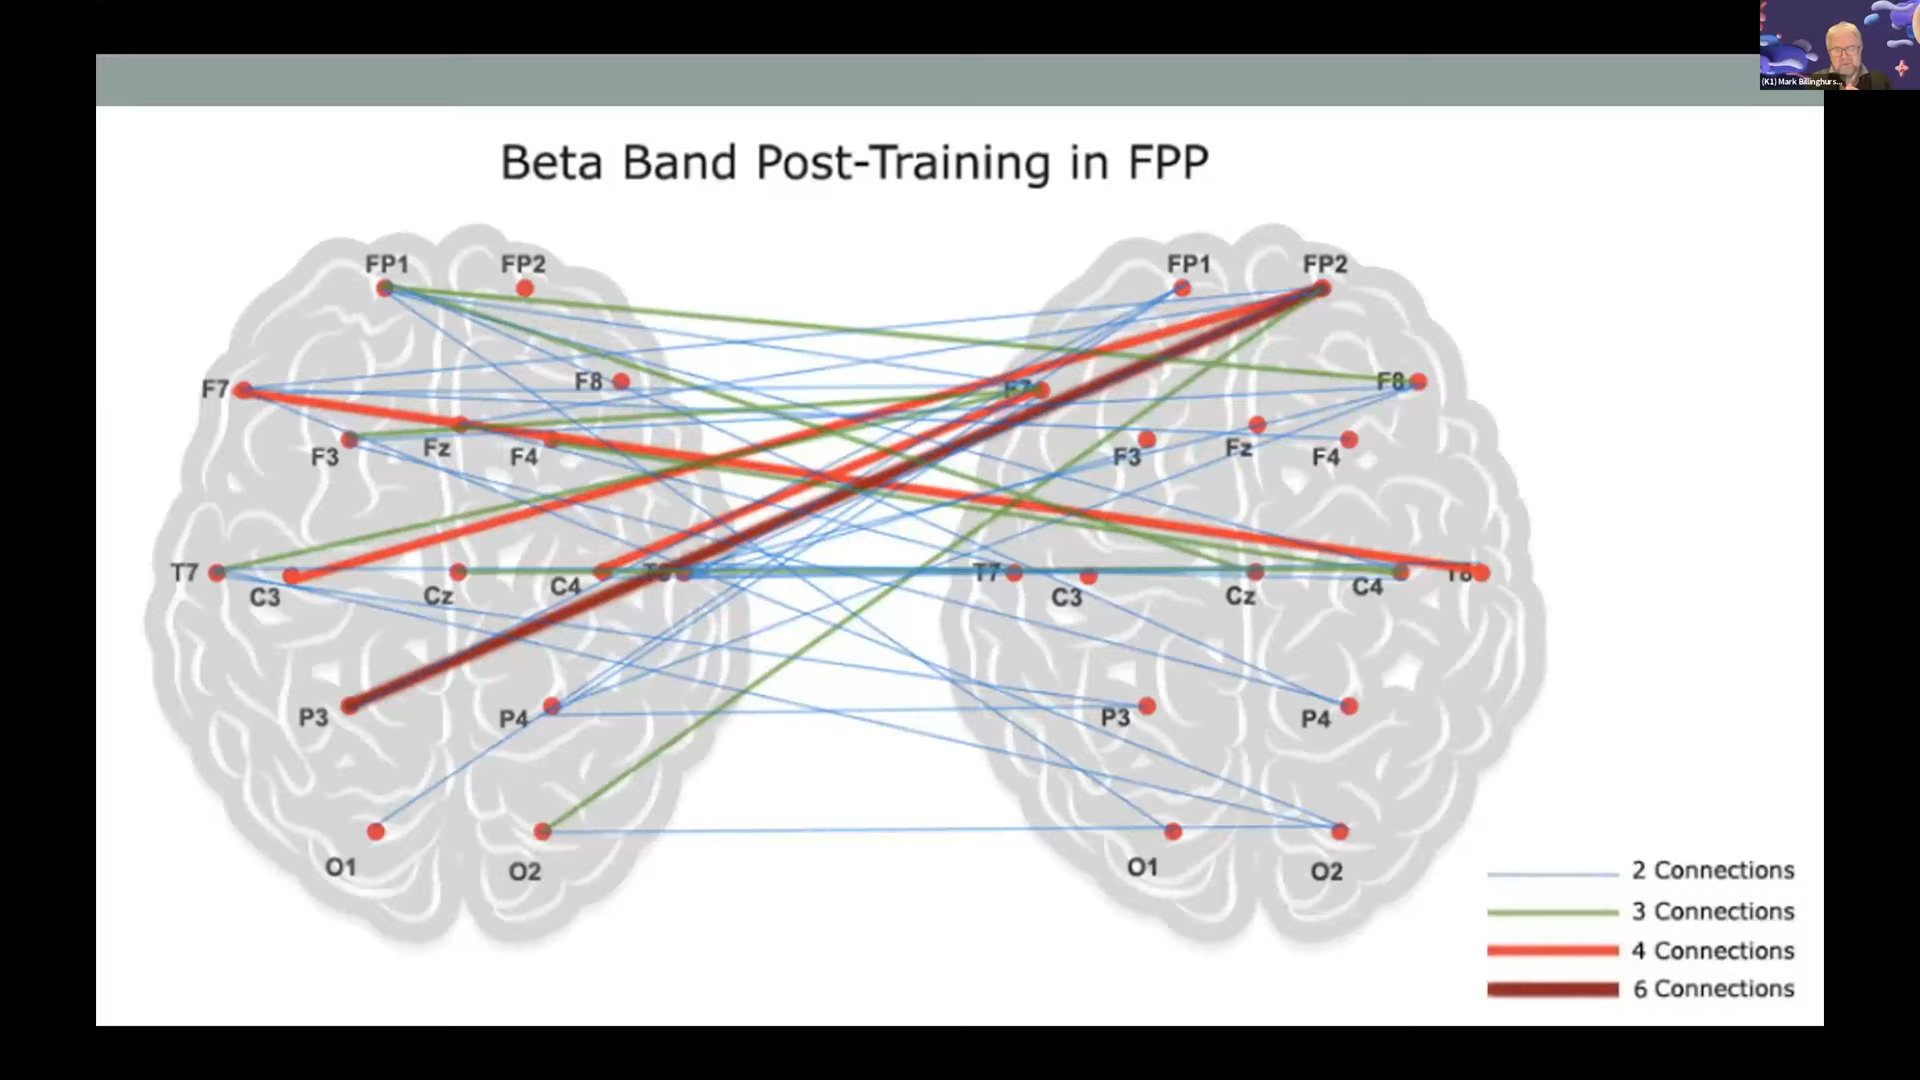 (K1) Mark Billinghurs...
Beta Band Post-Training in FPP
FP1 FP2 FP1 FP2
F7 F8 F7 F8
F3 Fz F4 F3 Fz F4
T7 C3 Cz C4 T8 T7 C3 Cz C4 T8
P3 P4 P3 P4
O1 O2 O1 O2
2 Connections
3 Connections
4 Connections
6 Connections